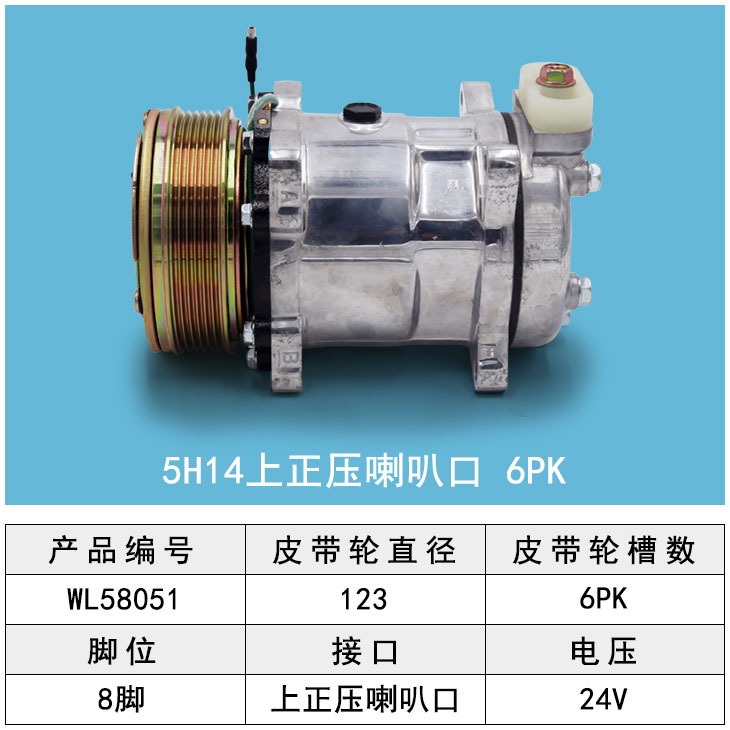 5H14上正压喇叭口 6PK
产品编号 皮带轮直径 皮带轮槽数
WL58051 123 6PK
脚位 接口 电压
8脚 上正压喇叭口 24V